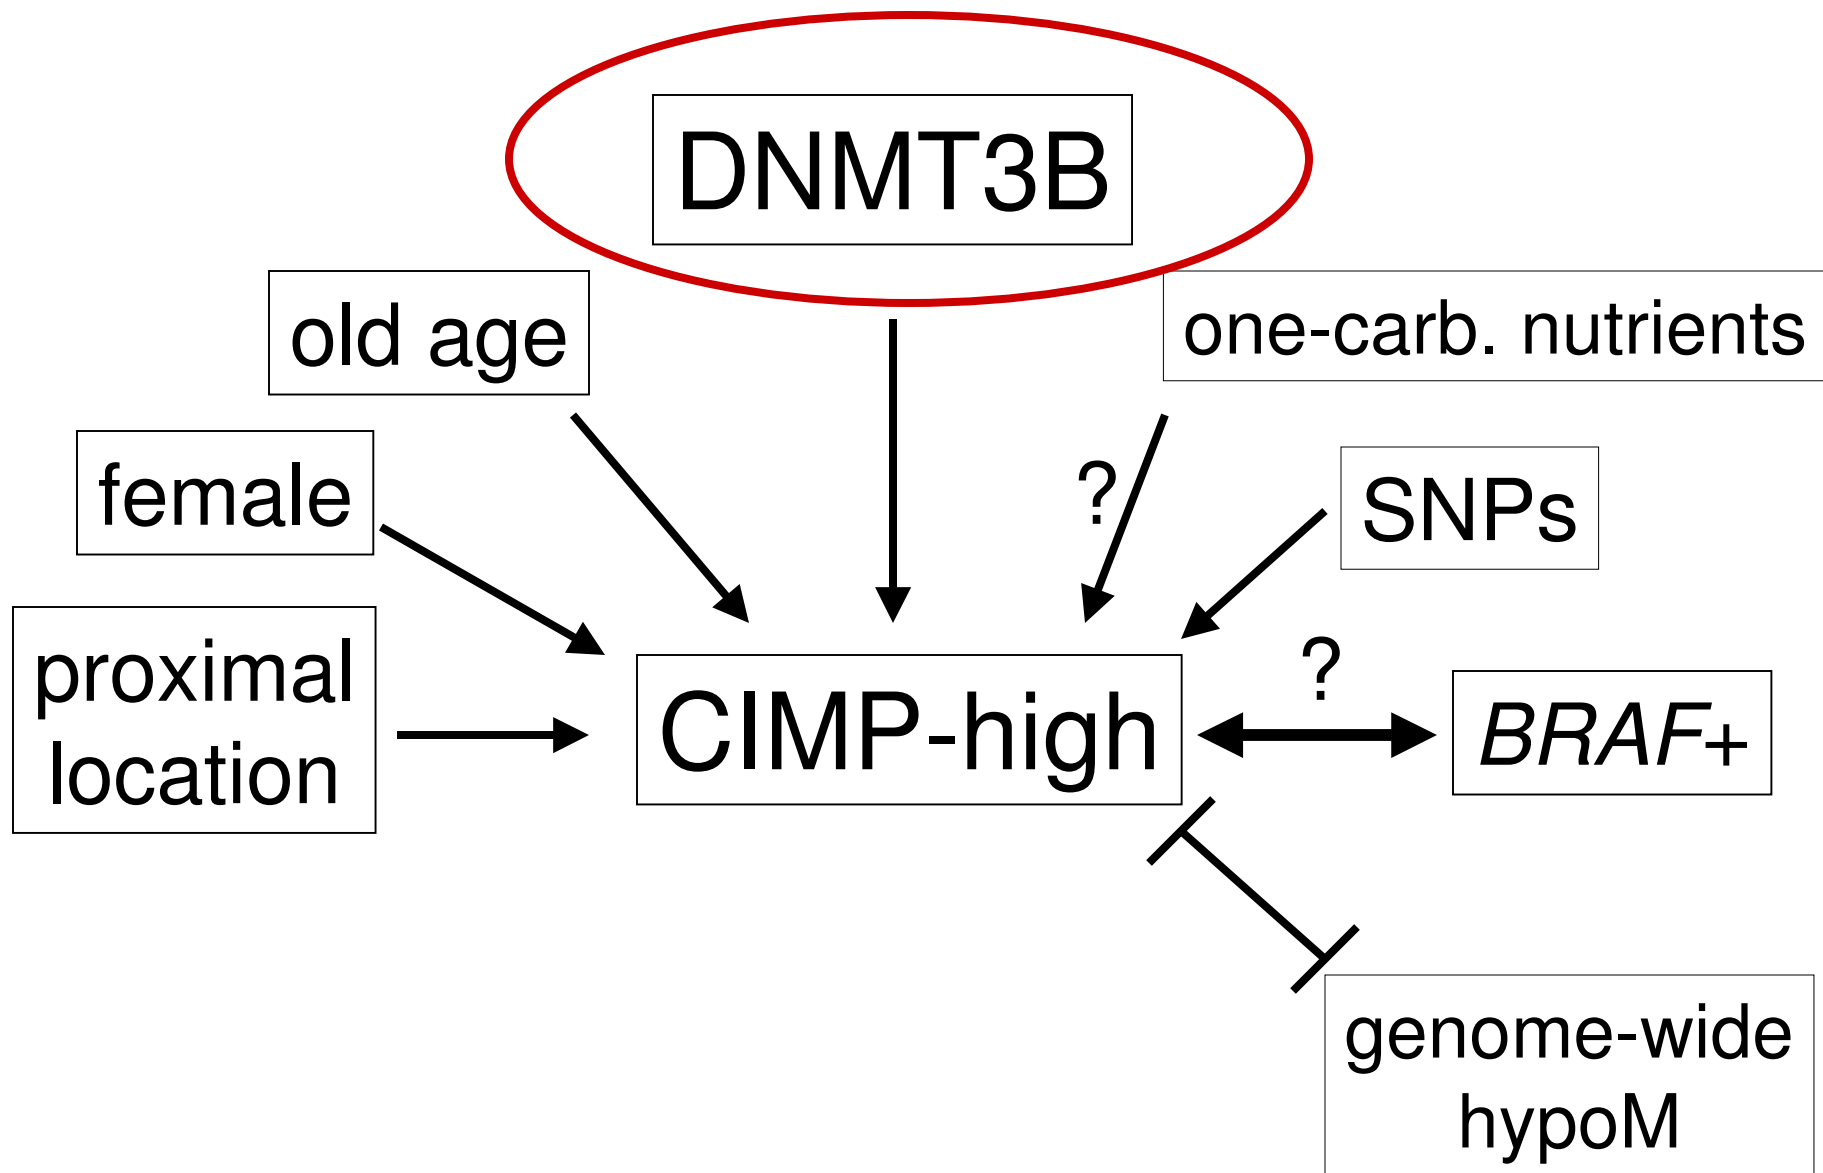 DNMT3B
old age
one-carb. nutrients
female
?
SNPs
proximal
location
CIMP-high
?
BRAF+
genome-wide
hypoM